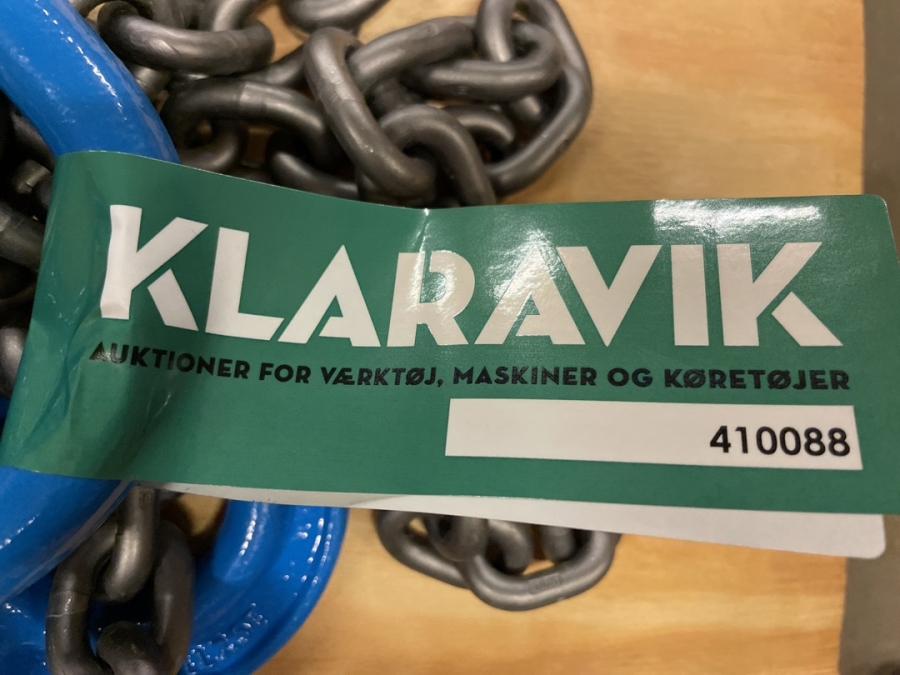 KLARAVIK
AUKTIONER FOR VÆRKTØJ, MASKINER OG KØRETØJER
410088